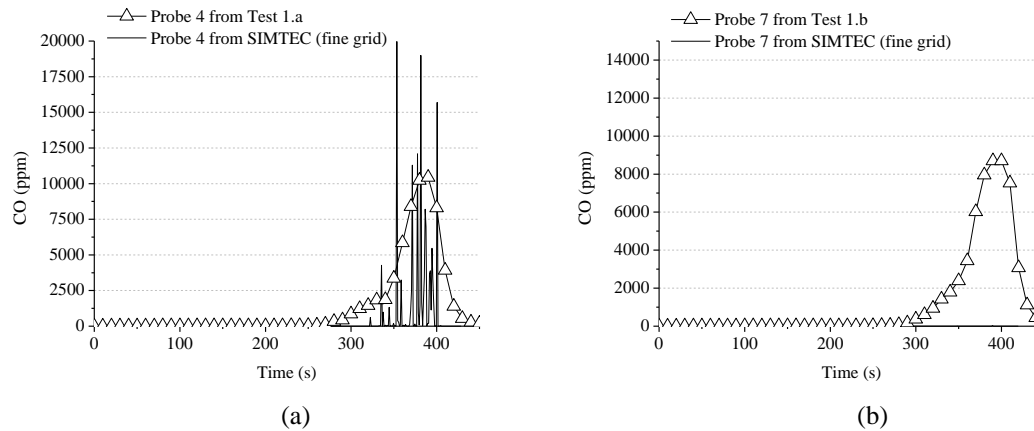 Probe 4 from Test 1.a
Probe 4 from SIMTEC (fine grid)
20000
17500
15000
12500
10000
7500
5000
2500
0
CO (ppm)
0 100 200 300 400
Time (s)
(a)
Probe 7 from Test 1.b
Probe 7 from SIMTEC (fine grid)
14000
12000
10000
8000
6000
4000
2000
0
CO (ppm)
0 100 200 300 400
Time (s)
(b)